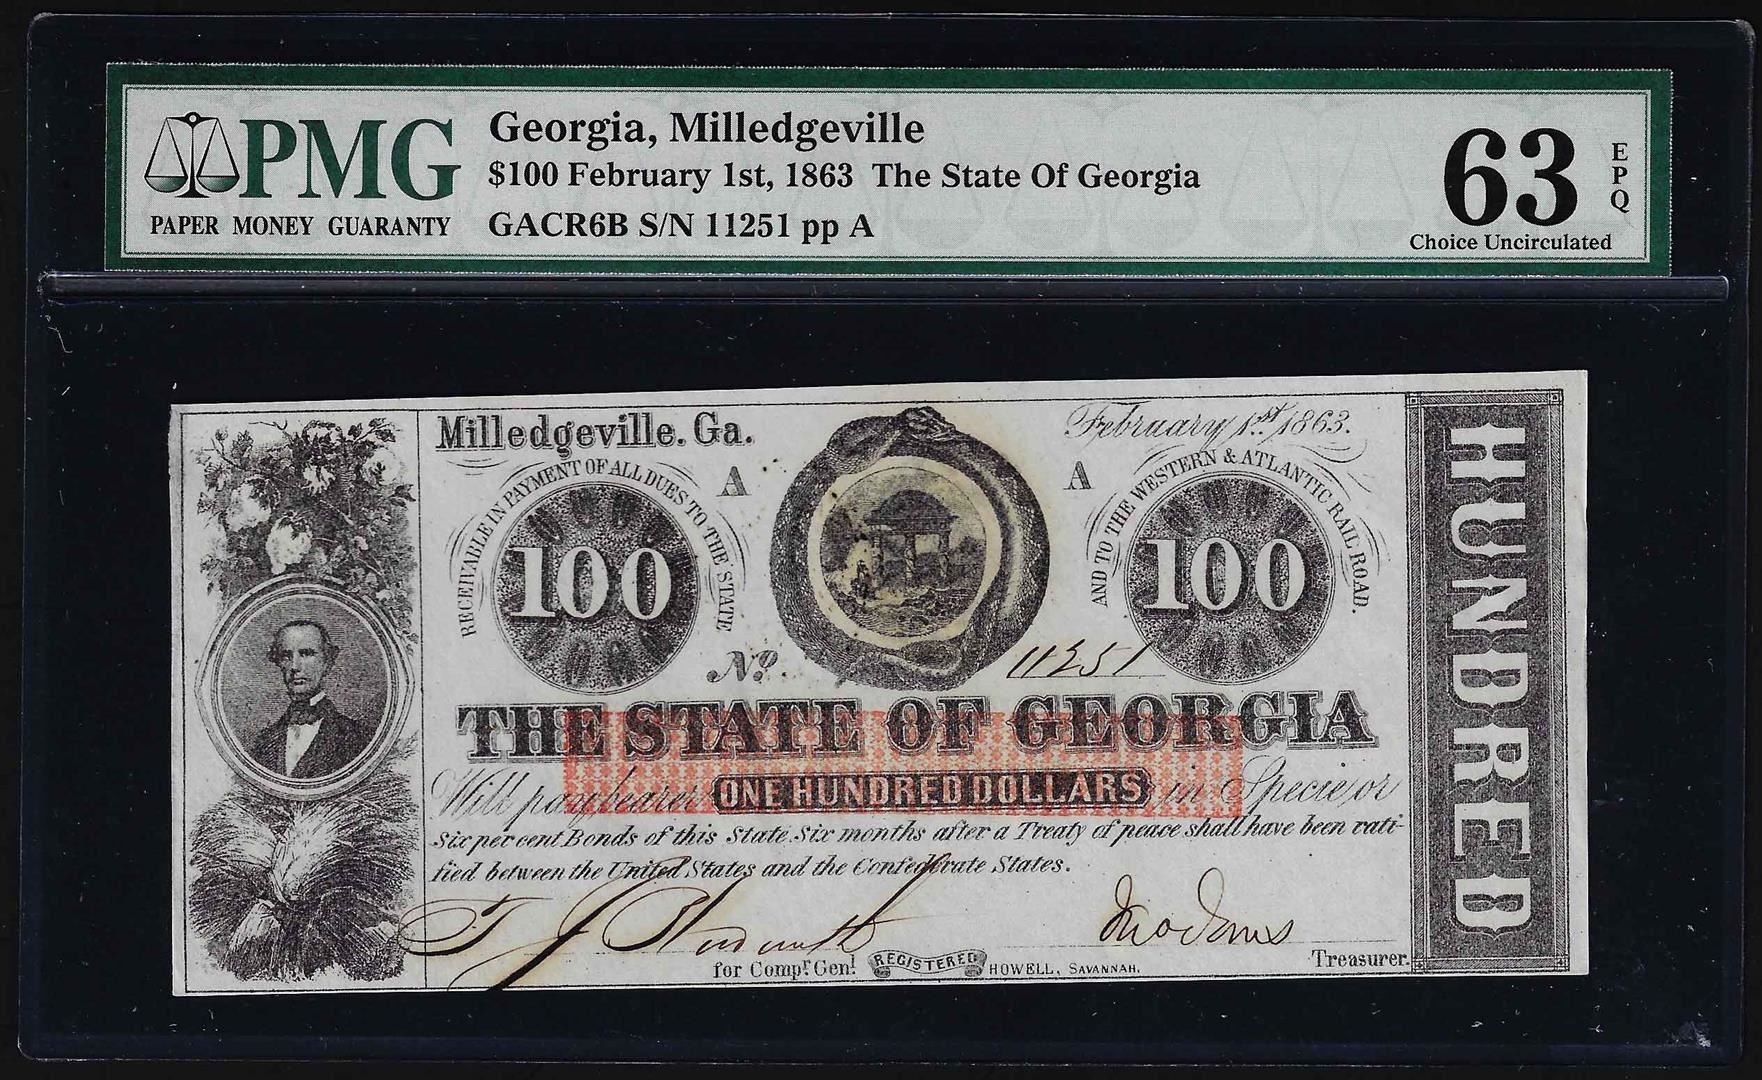 PMG
PAPER MONEY GUARANTY
Georgia, Milledgeville
$100 February 1st, 1863 The State Of Georgia
GACR6B S/N 11251 pp A
63
EPQ
Choice Uncirculated
Milledgeville. Ga.
February 1st 1863.
RECEIVABLE IN PAYMENT OF ALL DUES TO THE STATE
A
A
AND TO THE WESTERN & ATLANTIC RAIL ROAD.
100
100
No. 11251
THE STATE OF GEORGIA
Will pay bearer ONE HUNDRED DOLLARS in Specie or
Six per cent Bonds of this State Six months after a Treaty of peace shall have been rati-
fied between the United States and the Confederate States.
Jno Jones
for Compr. Genl. REGISTERED HOWELL, SAVANNAH.
Treasurer.
HUNDRED